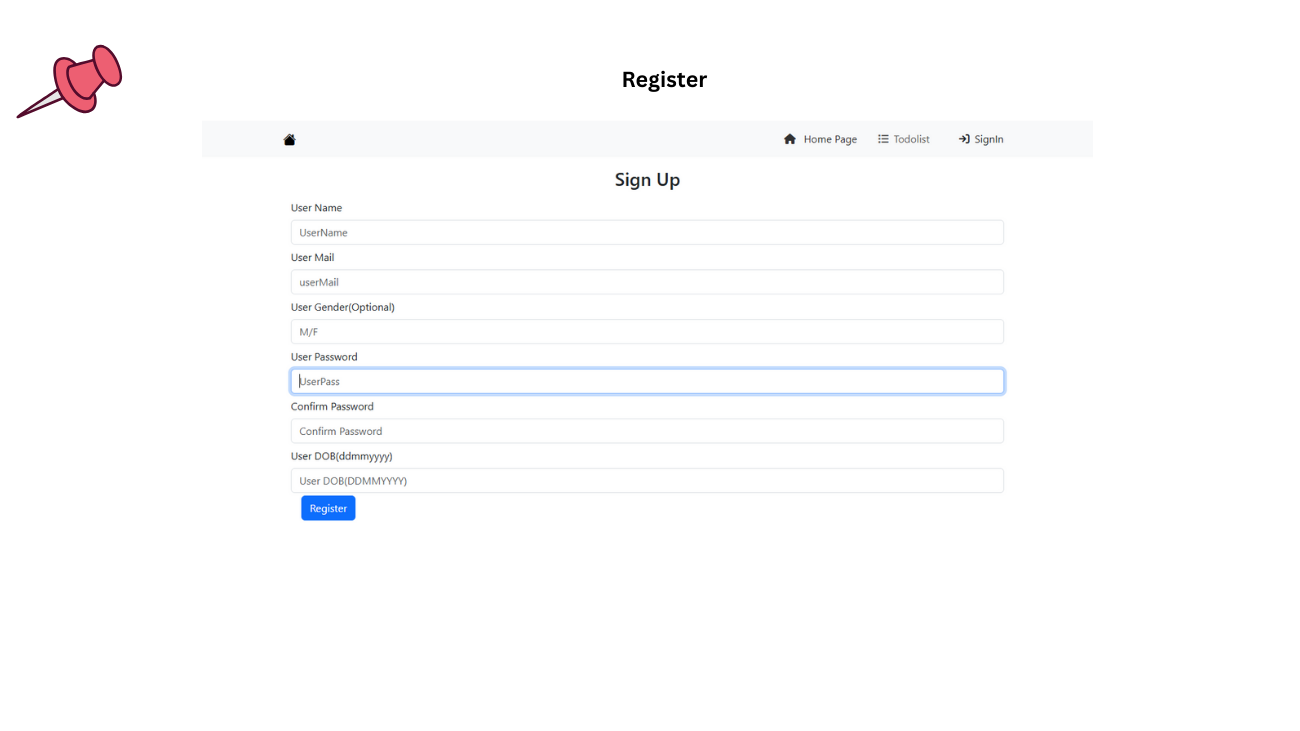 Register
Home Page Todolist SignIn
Sign Up
User Name
UserName
User Mail
userMail
User Gender(Optional)
M/F
User Password
UserPass
Confirm Password
Confirm Password
User DOB(ddmmyyyy)
User DOB(DDMMYYYY)
Register